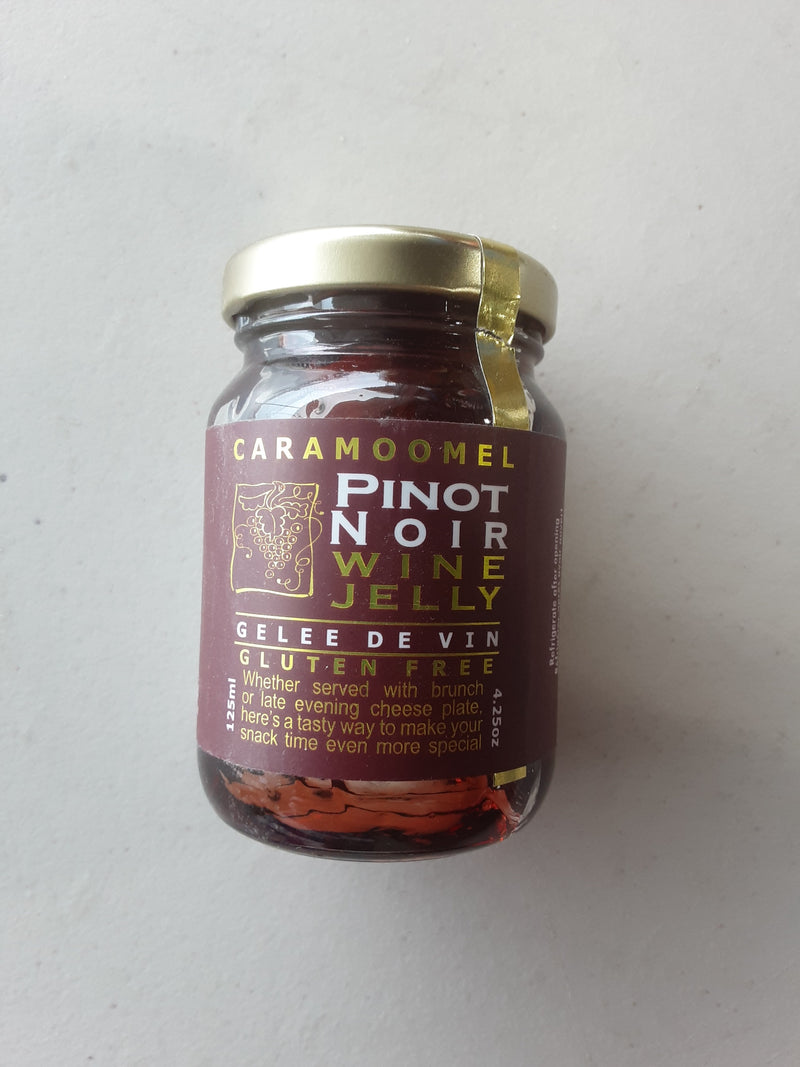 CARAMOOMEL
PINOT
NOIR
WINE
JELLY
GELEE DE VIN
GLUTEN FREE
Whether served with brunch
or late evening cheese plate,
here's a tasty way to make your
snack time even more special
125ml
4.25oz
Refrigerate after opening